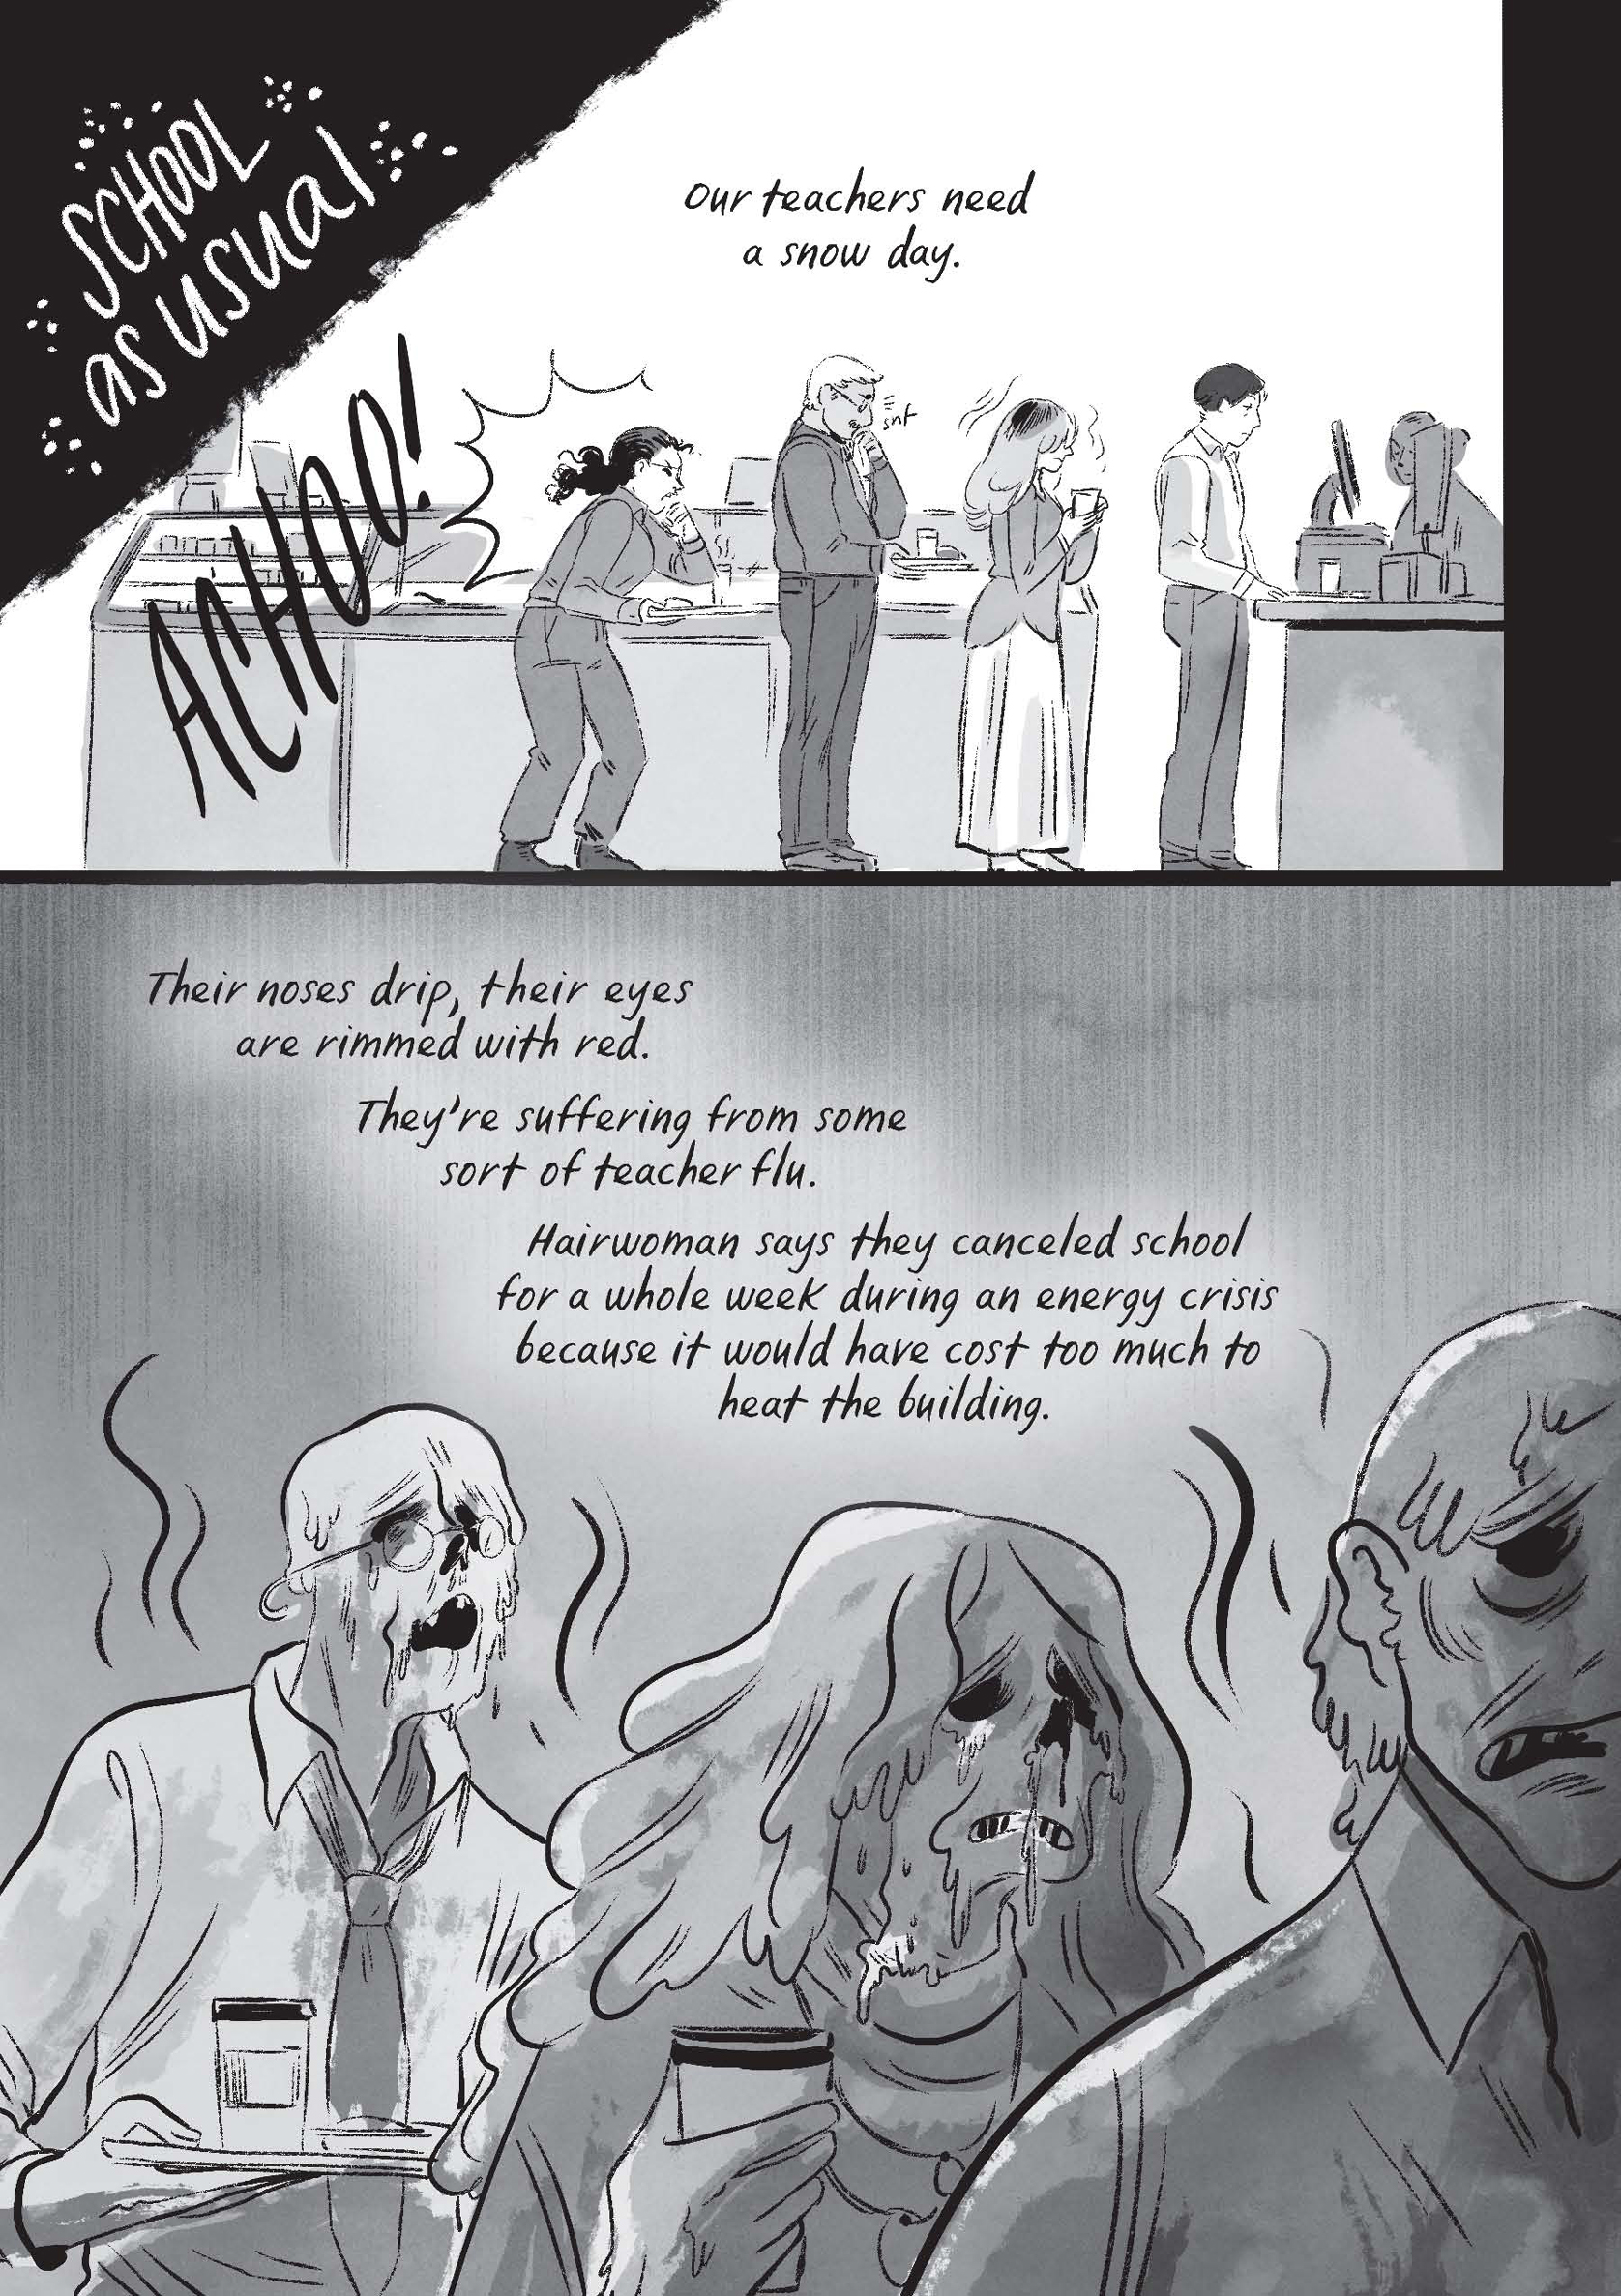 SCHOOL
as usual
Our teachers need
a snow day.
ACHOO!
snf
Their noses drip, their eyes
are rimmed with red.
They're suffering from some
sort of teacher flu.
Hairwoman says they canceled school
for a whole week during an energy crisis
because it would have cost too much to
heat the building.